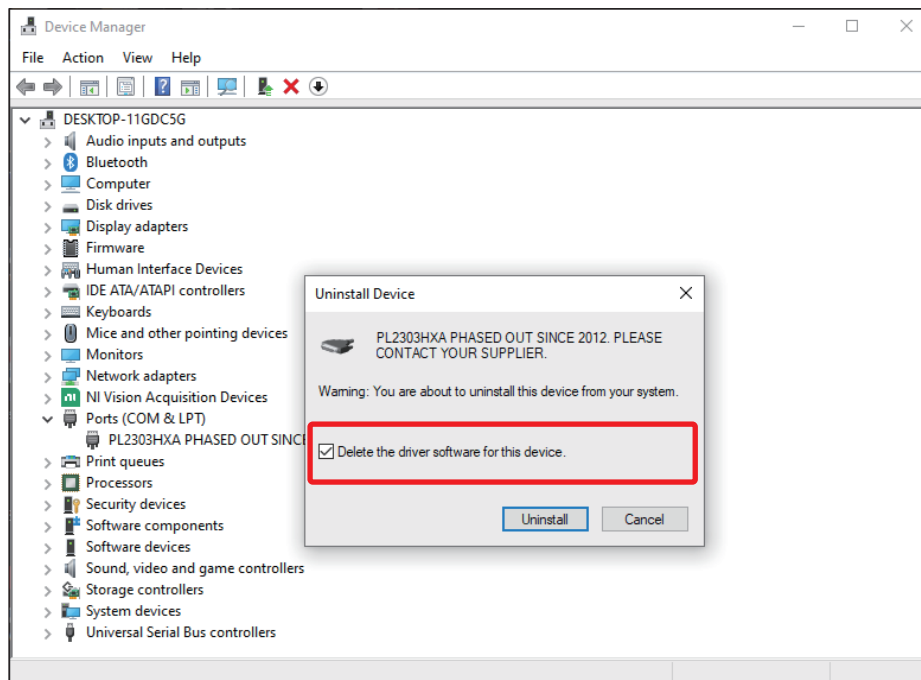 Device Manager
File Action View Help
DESKTOP-11GDC5G
Audio inputs and outputs
Bluetooth
Computer
Disk drives
Display adapters
Firmware
Human Interface Devices
IDE ATA/ATAPI controllers
Keyboards
Mice and other pointing devices
Monitors
Network adapters
NI Vision Acquisition Devices
Ports (COM & LPT)
PL2303HXA PHASED OUT SINCE
Print queues
Processors
Security devices
Software components
Software devices
Sound, video and game controllers
Storage controllers
System devices
Universal Serial Bus controllers
Uninstall Device
PL2303HXA PHASED OUT SINCE 2012. PLEASE
CONTACT YOUR SUPPLIER.
Warning: You are about to uninstall this device from your system.
Delete the driver software for this device.
Uninstall Cancel